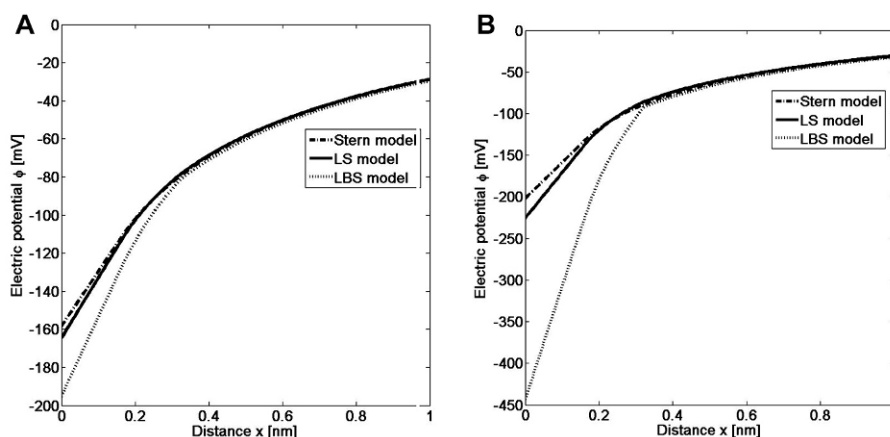 A
Electric potential ϕ [mV]
0
-20
-40
-60
-80
-100
-120
-140
-160
-180
-200
Stern model
LS model
LBS model
0
0.2
0.4
0.6
0.8
1
Distance x [nm]
B
Electric potential ϕ [mV]
0
-50
-100
-150
-200
-250
-300
-350
-400
-450
Stern model
LS model
LBS model
0
0.2
0.4
0.6
0.8
Distance x [nm]